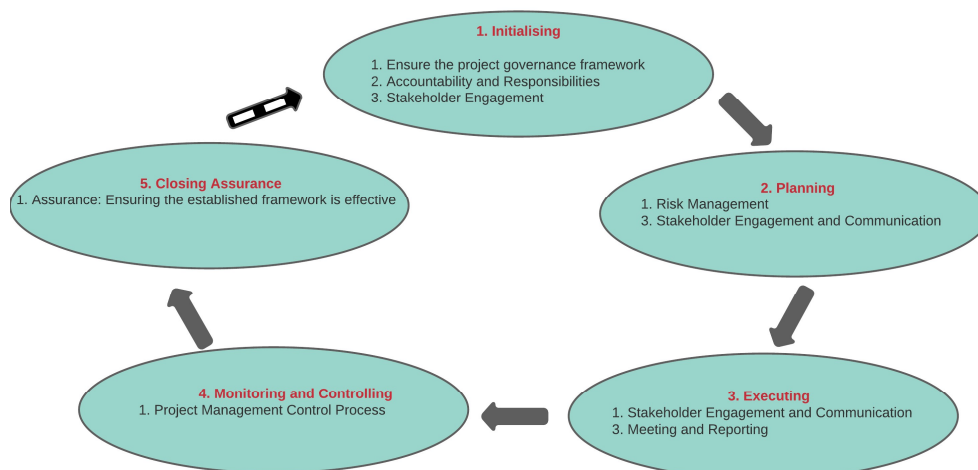 1. Initialising
1. Ensure the project governance framework
2. Accountability and Responsibilities
3. Stakeholder Engagement
2. Planning
1. Risk Management
3. Stakeholder Engagement and Communication
3. Executing
1. Stakeholder Engagement and Communication
3. Meeting and Reporting
4. Monitoring and Controlling
1. Project Management Control Process
5. Closing Assurance
1. Assurance: Ensuring the established framework is effective